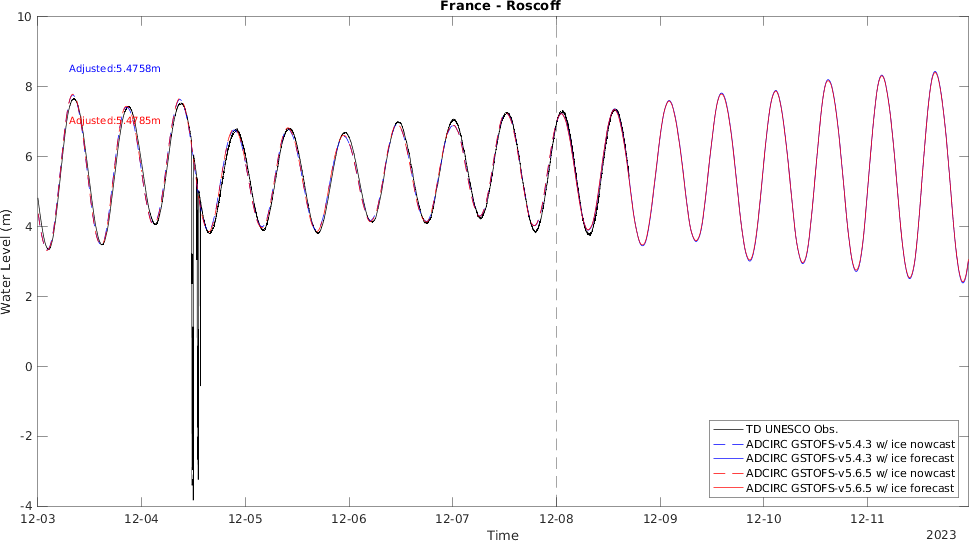 France - Roscoff
10
8
6
4
2
0
-2
-4
Water Level (m)
Adjusted:5.4758m
Adjusted:5.4785m
TD UNESCO Obs.
ADCIRC GSTOFS-v5.4.3 w/ ice nowcast
ADCIRC GSTOFS-v5.4.3 w/ ice forecast
ADCIRC GSTOFS-v5.6.5 w/ ice nowcast
ADCIRC GSTOFS-v5.6.5 w/ ice forecast
12-03 12-04 12-05 12-06 12-07 12-08 12-09 12-10 12-11
Time
2023